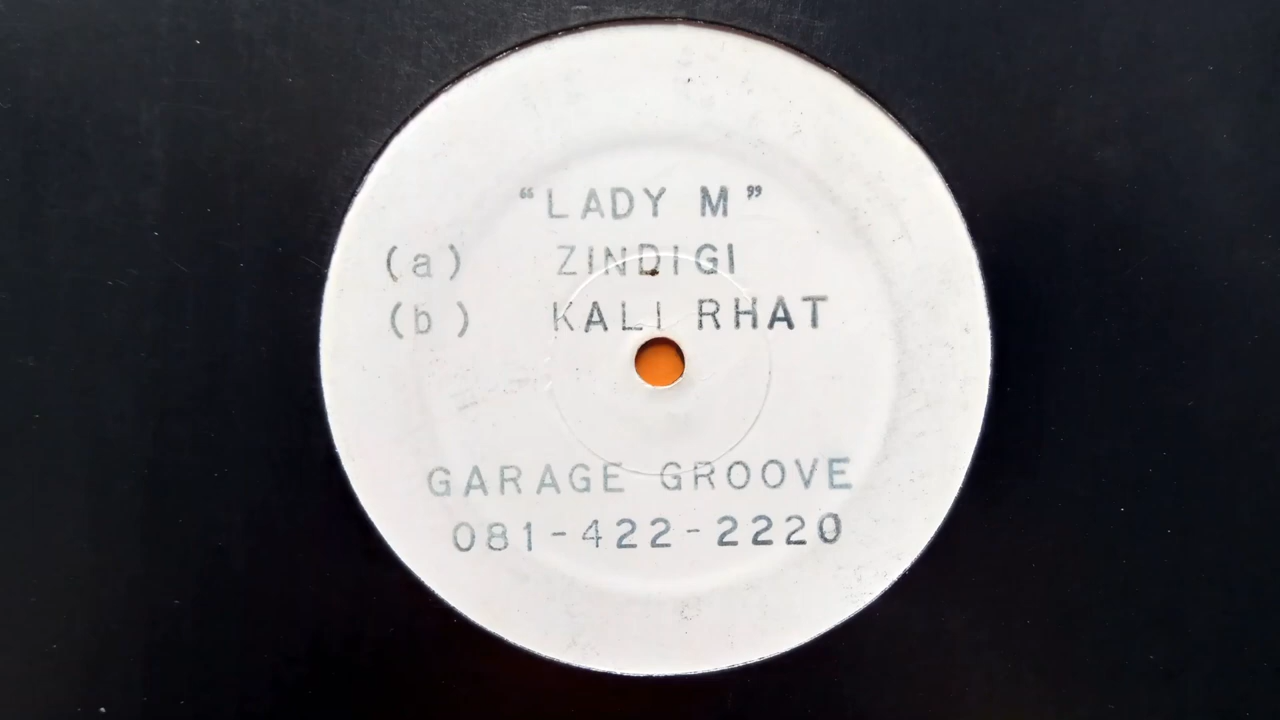 “LADY M”
(a) ZINDIGI
(b) KALI RHAT
GARAGE GROOVE
081-422-2220